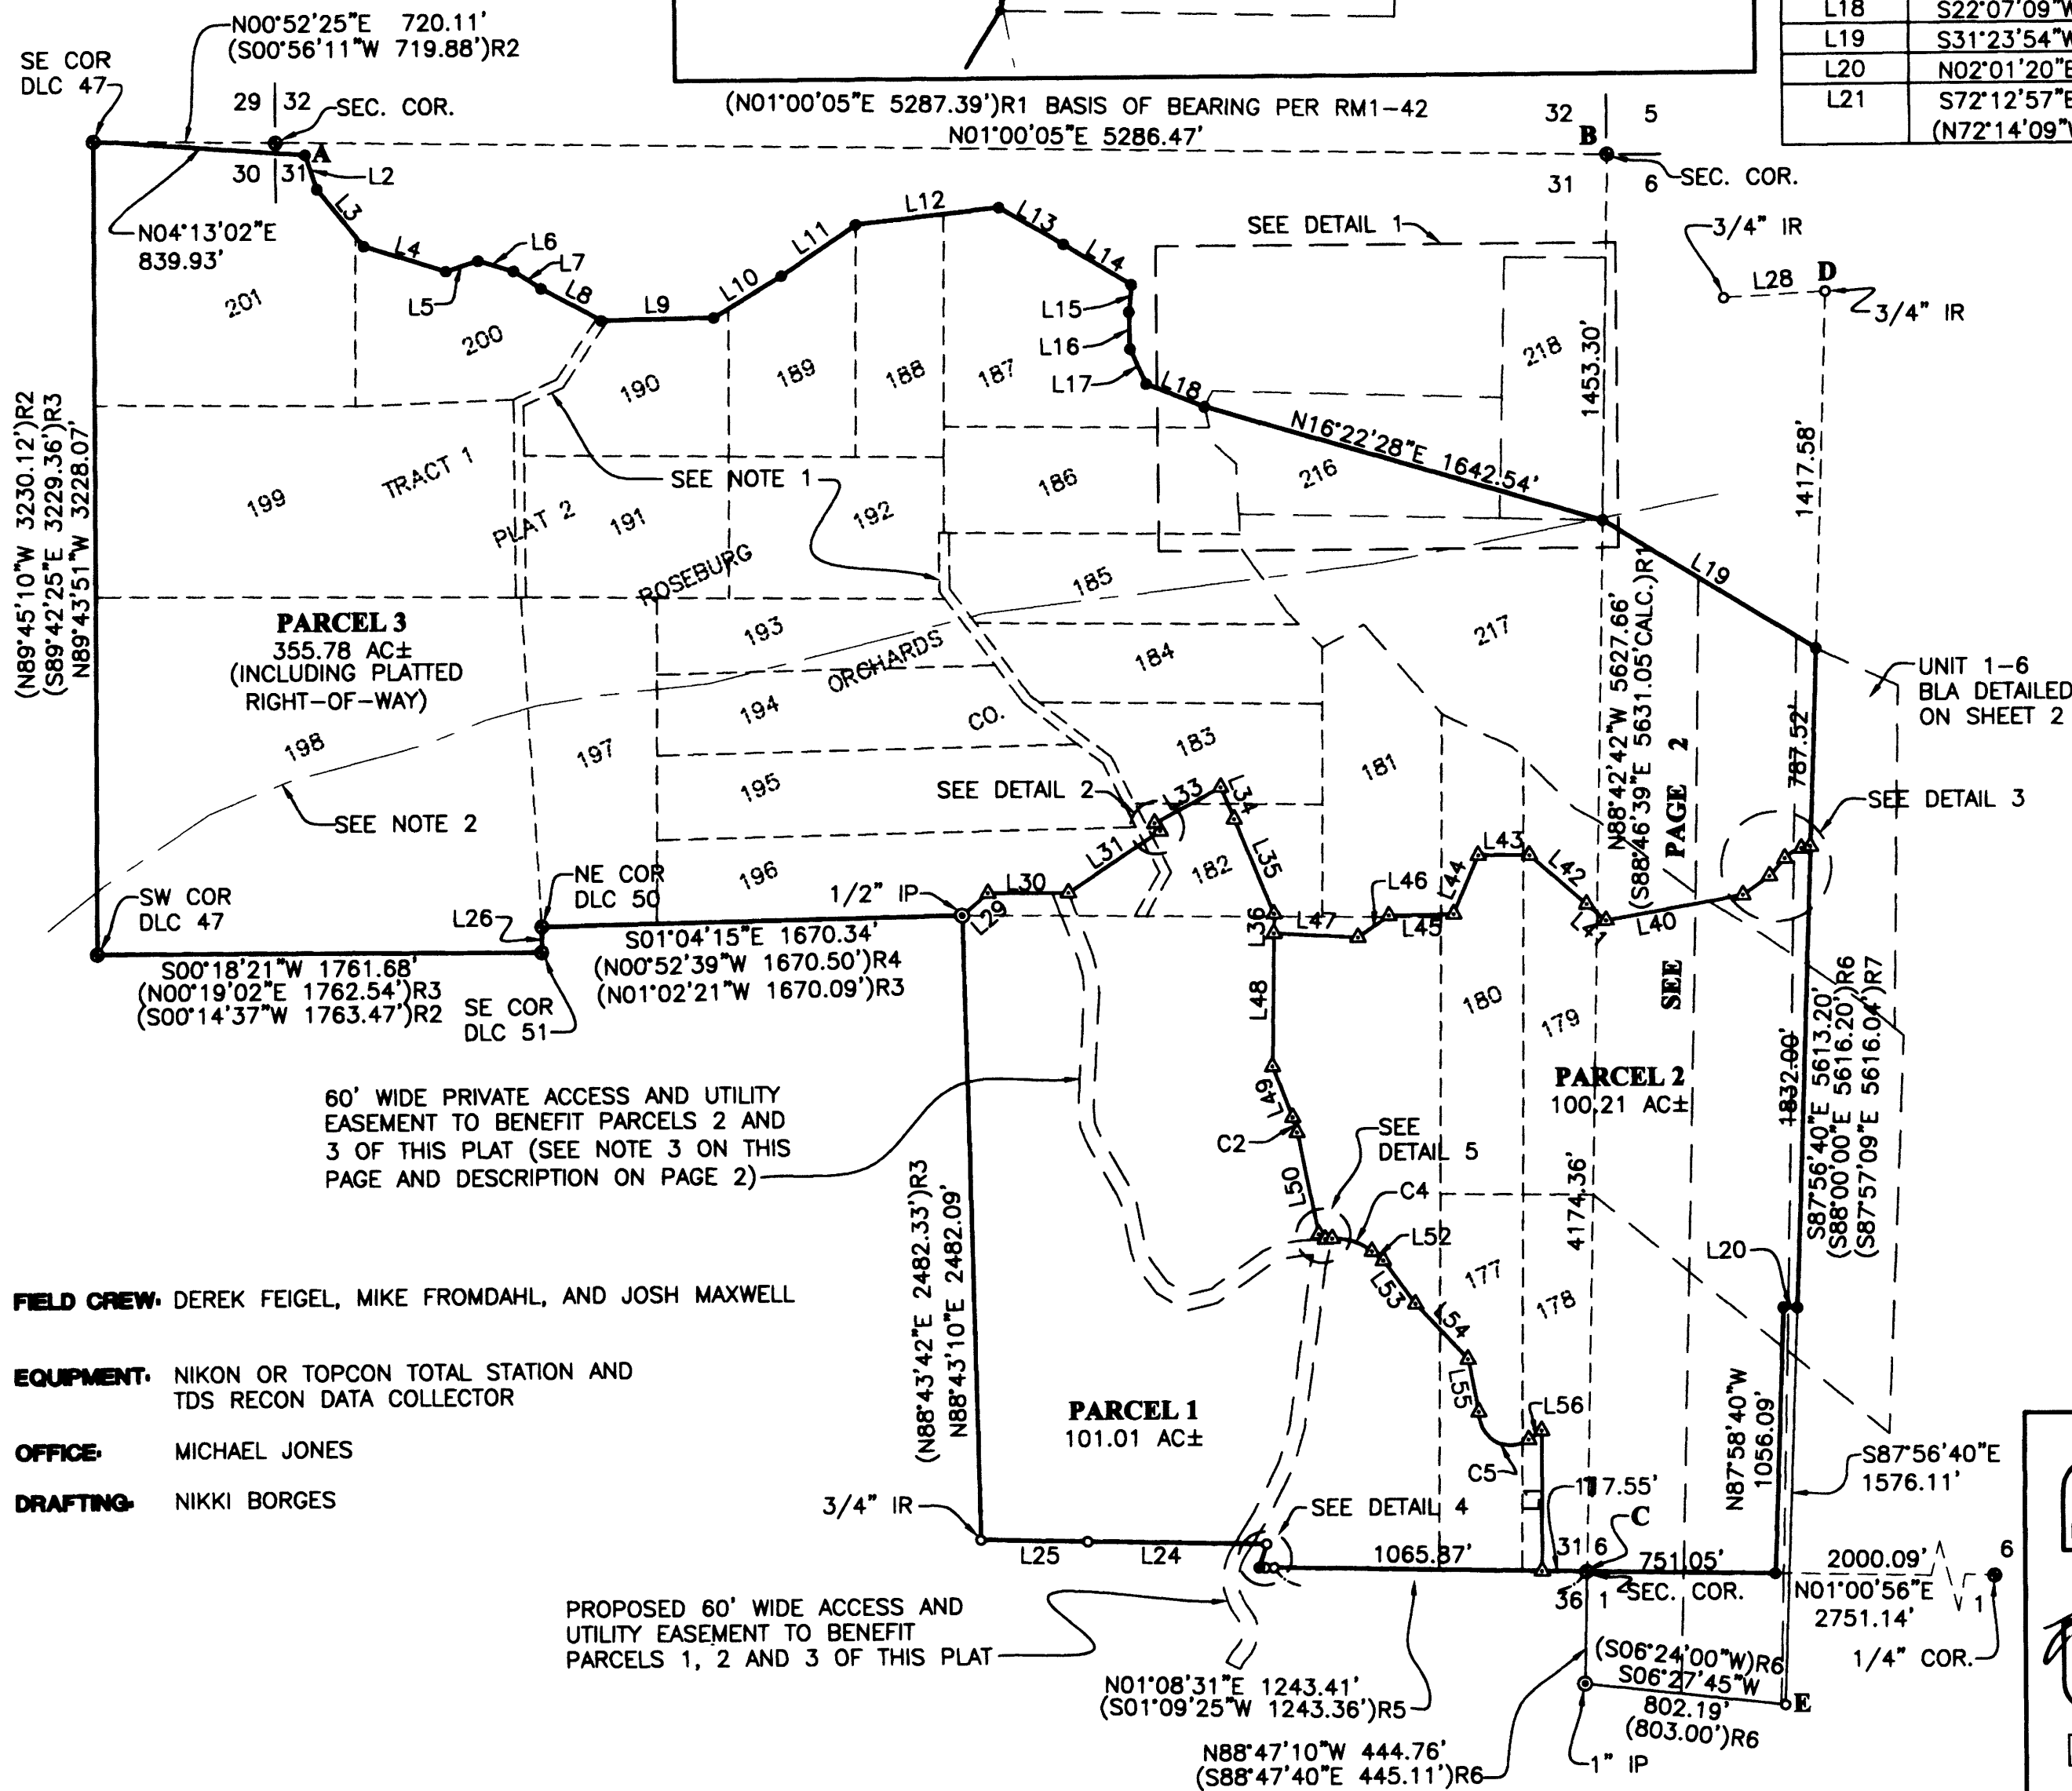 N00°52'25"E 720.11'
(S00°56'11"W 719.88')R2
SE COR
DLC 47
29 32
SEC. COR.
30 31
A
L2
N04°13'02"E
839.93'
(N01°00'05"E 5287.39')R1 BASIS OF BEARING PER RM1-42
N01°00'05"E 5286.47'
32 5
B
31 6
SEC. COR.
L18 S22°07'09"W
L19 S31°23'54"W
L20 N02°01'20"E
L21 S72°12'57"E
(N72°14'09"W
L3
L4
L5
L6
L7
L8
L9
L10
L11
L12
L13
L14
L15
L16
L17
L18
SEE DETAIL 1
3/4" IR
L28
D
3/4" IR
201
200
190
189
188
187
218
1453.30'
1417.58'
N16°22'28"E 1642.54'
216
L19
(N89°45'10"W 3230.12')R2
(S89°42'25"E 3229.36')R3
N89°43'51"W 3228.07'
199
TRACT 1
PLAT 2
191
SEE NOTE 1
192
186
185
ROSEBURG
ORCHARDS
CO.
PARCEL 3
355.78 AC±
(INCLUDING PLATTED
RIGHT-OF-WAY)
193
184
217
N88°42'42"W 5627.66'
(S88°46'39"E 5631.05'CALC.)R1
UNIT 1-6
BLA DETAILED
ON SHEET 2
787.52'
198
197
194
183
181
195
SEE NOTE 2
SEE DETAIL 2
L33
L34
SEE DETAIL 3
SEE PAGE 2
SW COR
DLC 47
L26
NE COR
DLC 50
196
1/2" IP
L29
L30
L31
182
L35
L36
L47
L46
L45
L44
L43
L42
L40
S00°18'21"W 1761.68'
(N00°19'02"E 1762.54')R3
(S00°14'37"W 1763.47')R2
SE COR
DLC 51
S01°04'15"E 1670.34'
(N00°52'39"W 1670.50')R4
(N01°02'21"W 1670.09')R3
L48
180
179
S87°56'40"E 5613.20'
(S88°00'00"E 5616.20')R6
(S87°57'09"E 5616.04')R7
1832.00'
60' WIDE PRIVATE ACCESS AND UTILITY
EASEMENT TO BENEFIT PARCELS 2 AND
3 OF THIS PLAT (SEE NOTE 3 ON THIS
PAGE AND DESCRIPTION ON PAGE 2)
L49
C2
L50
SEE
DETAIL 5
C4
L52
PARCEL 2
100.21 AC±
4174.36'
(N88°43'42"E 2482.33')R3
N88°43'10"E 2482.09'
L53
177
178
L54
L20
L55
L56
C5
FIELD CREW: DEREK FEIGEL, MIKE FROMDAHL, AND JOSH MAXWELL
EQUIPMENT: NIKON OR TOPCON TOTAL STATION AND
TDS RECON DATA COLLECTOR
OFFICE: MICHAEL JONES
DRAFTING: NIKKI BORGES
PARCEL 1
101.01 AC±
N87°58'40"W
1056.09'
S87°56'40"E
1576.11'
3/4" IR
L25
L24
SEE DETAIL 4
1065.87'
117.55'
C
31 6
751.05'
SEC. COR.
36 1
2000.09'
N01°00'56"E
2751.14'
6
1
1/4" COR.
PROPOSED 60' WIDE ACCESS AND
UTILITY EASEMENT TO BENEFIT
PARCELS 1, 2 AND 3 OF THIS PLAT
N01°08'31"E 1243.41'
(S01°09'25"W 1243.36')R5
(S06°24'00"W)R6
S06°27'45"W
802.19'
(803.00')R6
E
N88°47'10"W 444.76'
(S88°47'40"E 445.11')R6
1" IP